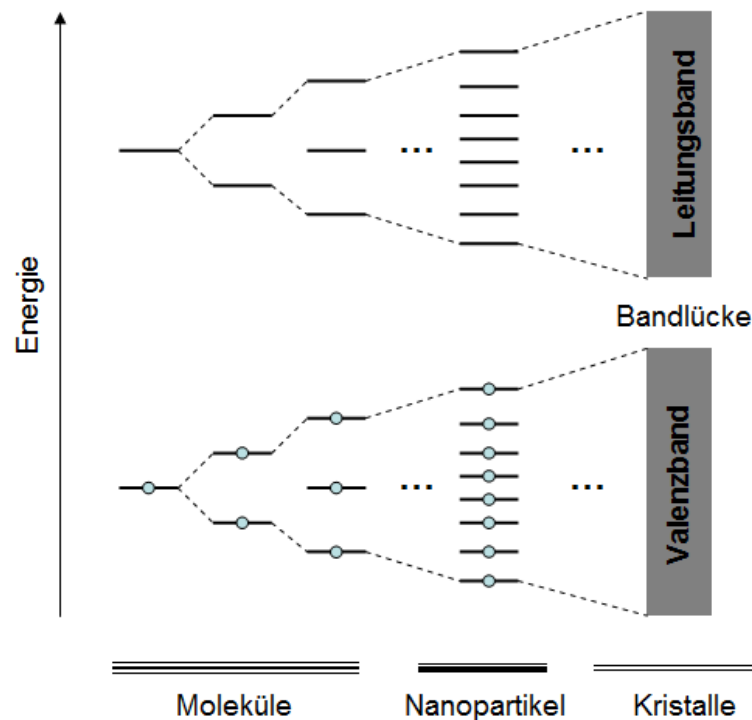 Energie
Leitungsband
Bandlücke
Valenzband
...
...
...
...
Moleküle
Nanopartikel
Kristalle